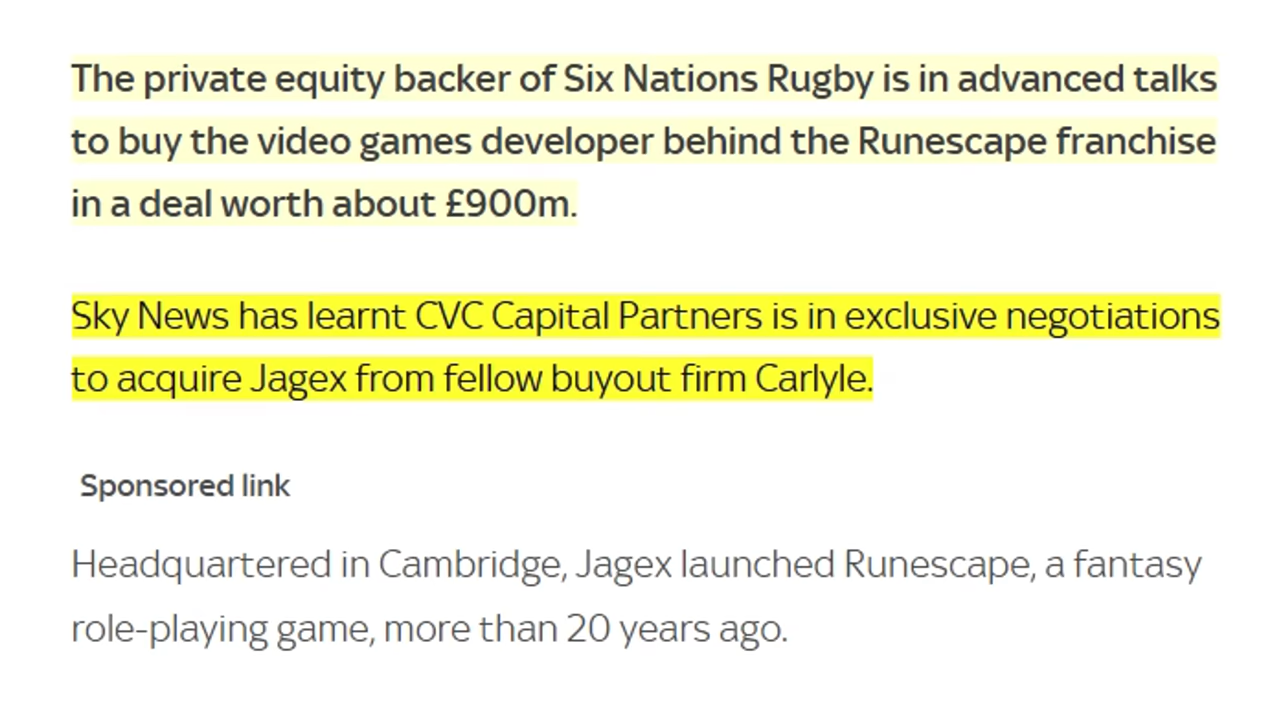 The private equity backer of Six Nations Rugby is in advanced talks
to buy the video games developer behind the Runescape franchise
in a deal worth about £900m.
Sky News has learnt CVC Capital Partners is in exclusive negotiations
to acquire Jagex from fellow buyout firm Carlyle.
Sponsored link
Headquartered in Cambridge, Jagex launched Runescape, a fantasy
role-playing game, more than 20 years ago.